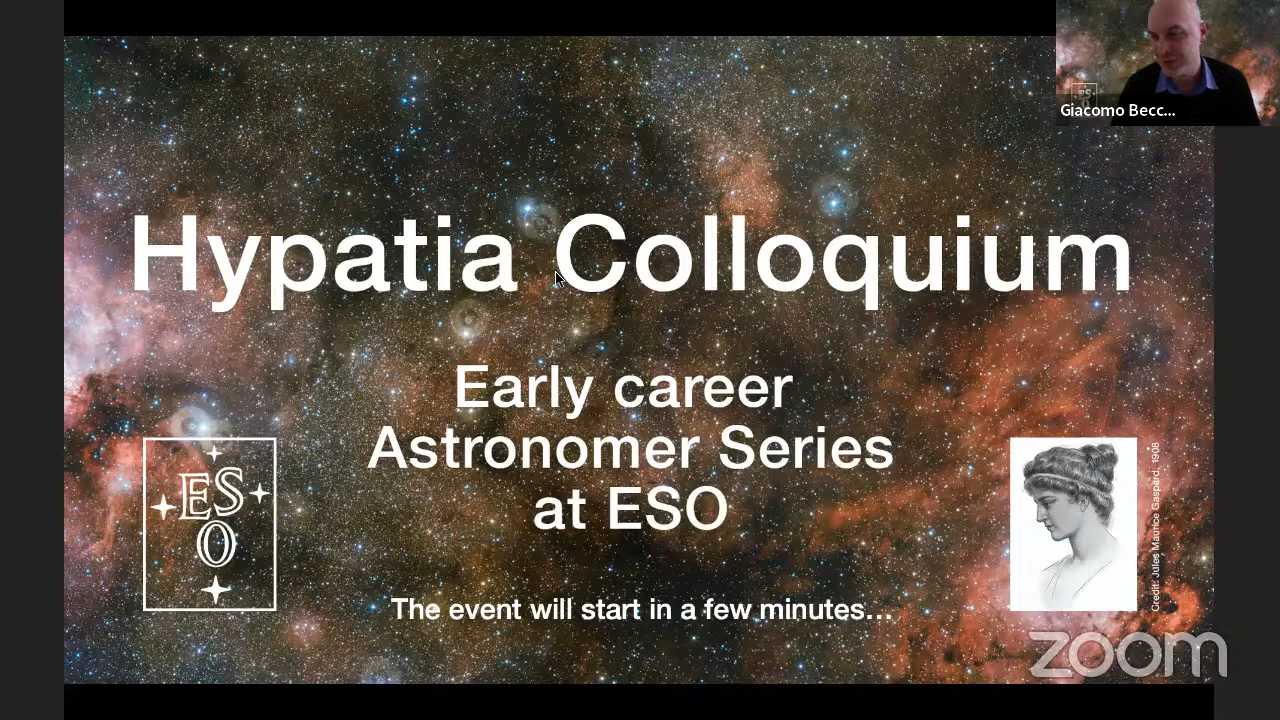 Giacomo Becc...
Hypatia Colloquium
Early career
Astronomer Series
at ESO
ES
O
Credit: Jules Maurice Gaspard, 1908
The event will start in a few minutes...
zoom